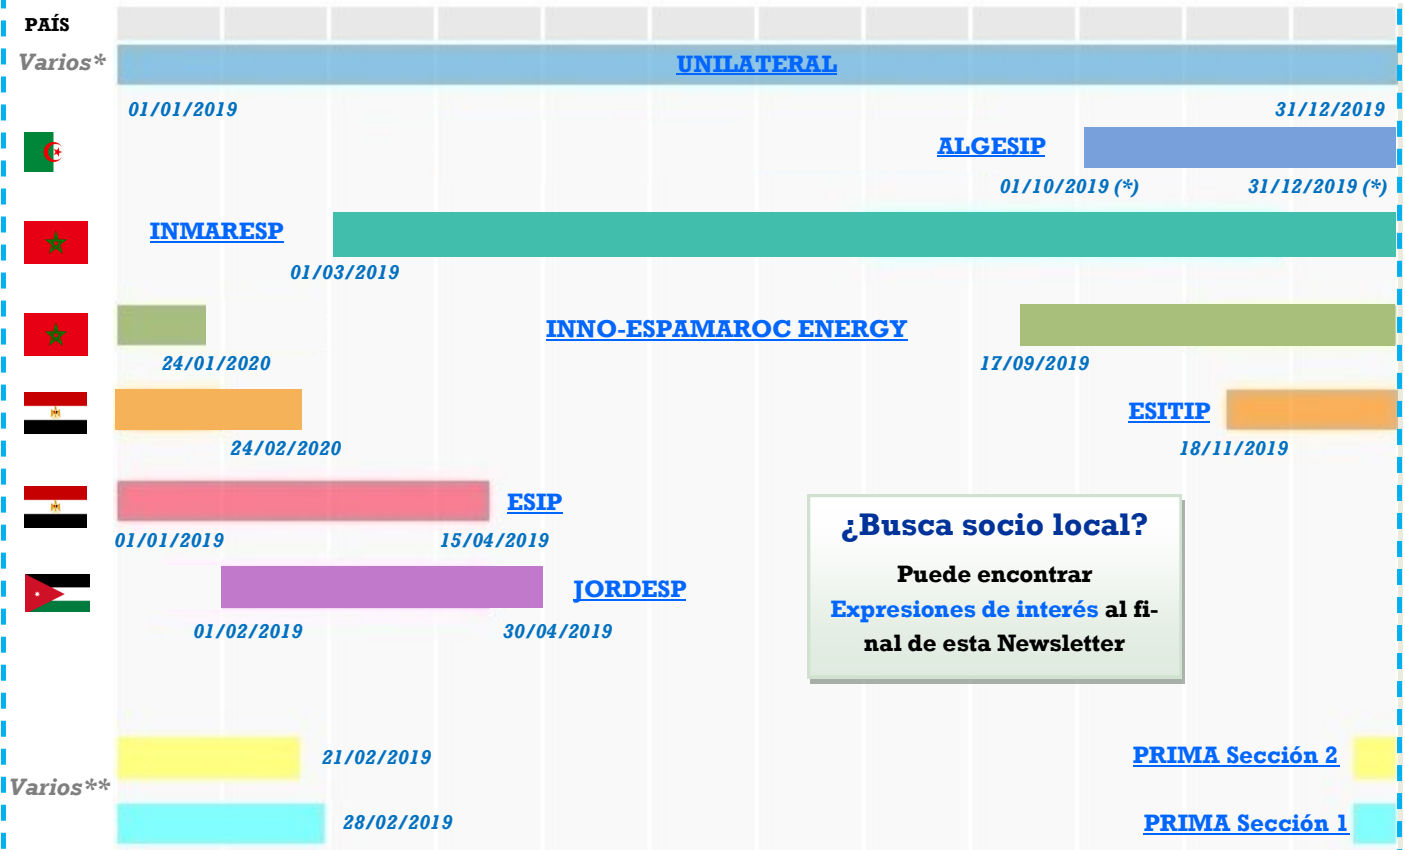 PAÍS
Varios*
UNILATERAL
01/01/2019
31/12/2019
ALGESIP
01/10/2019 (*)
31/12/2019 (*)
INMARESP
01/03/2019
INNO-ESPAMAROC ENERGY
24/01/2020
17/09/2019
ESITIP
24/02/2020
18/11/2019
ESIP
01/01/2019
15/04/2019
¿Busca socio local?
Puede encontrar
Expresiones de interés al fi-
nal de esta Newsletter
JORDESP
01/02/2019
30/04/2019
21/02/2019
PRIMA Sección 2
Varios**
28/02/2019
PRIMA Sección 1